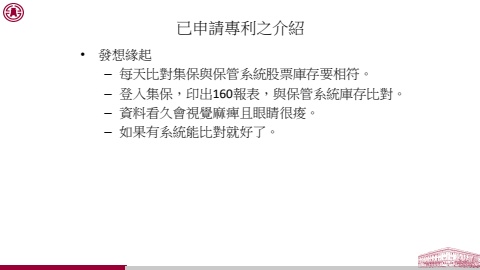 已申請專利之介紹
• 發想緣起
– 每天比對集保與保管系統股票庫存要相符。
– 登入集保，印出160報表，與保管系統庫存比對。
– 資料看久會視覺麻痺且眼睛很痠。
– 如果有系統能比對就好了。